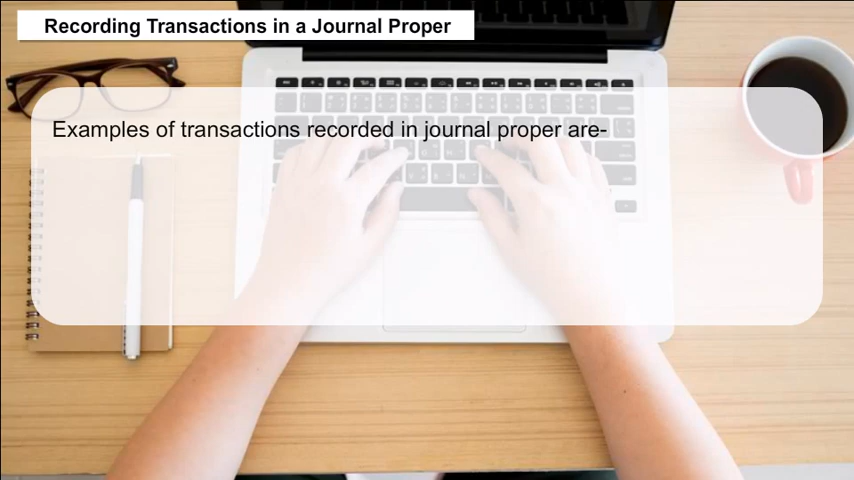 Recording Transactions in a Journal Proper
Examples of transactions recorded in journal proper are-